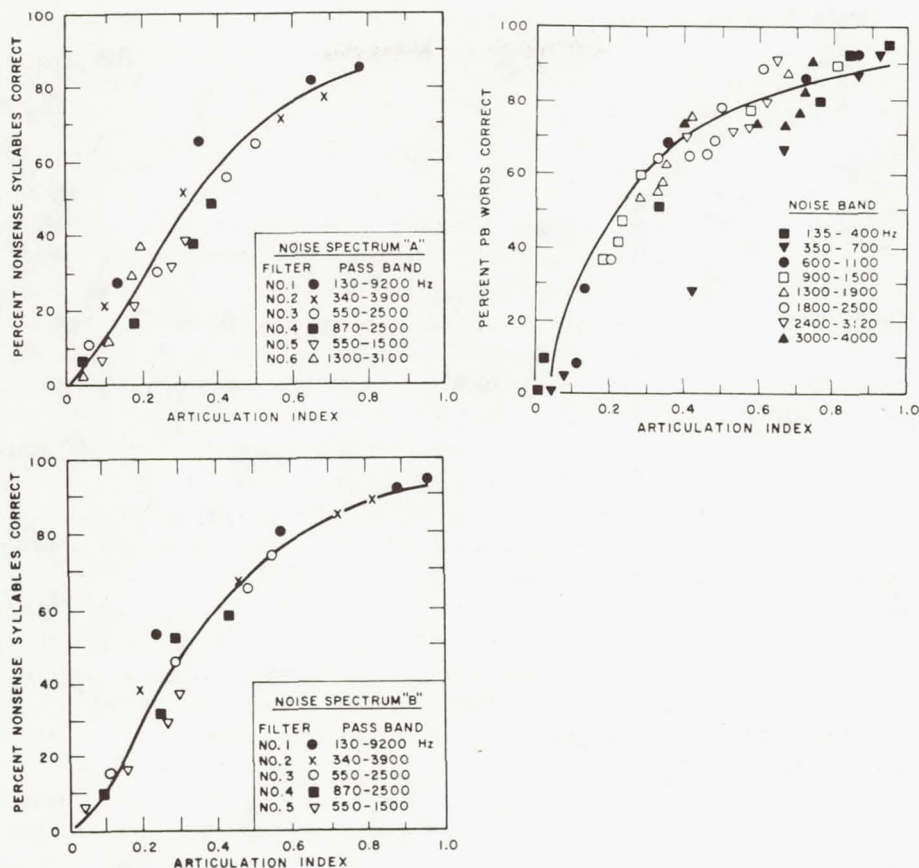 PERCENT NONSENSE SYLLABLES CORRECT
100
80
60
40
20
0
0.2
0.4
0.6
0.8
1.0
ARTICULATION INDEX
NOISE SPECTRUM "A"
FILTER PASS BAND
NO. 1 ● 130-9200 Hz
NO. 2 x 340-3900
NO. 3 ○ 550-2500
NO. 4 ■ 870-2500
NO. 5 ▽ 550-1500
NO. 6 △ 1300-3100
PERCENT PB WORDS CORRECT
100
80
60
40
20
0
0
0.2
0.4
0.6
0.8
1.0
ARTICULATION INDEX
NOISE BAND
■ 135-400 Hz
▼ 350-700
● 600-1100
□ 900-1500
△ 1300-1900
○ 1800-2500
▽ 2400-3120
▲ 3000-4000
PERCENT NONSENSE SYLLABLES CORRECT
100
80
60
40
20
0
0
0.2
0.4
0.6
0.8
1.0
ARTICULATION INDEX
NOISE SPECTRUM "B"
FILTER PASS BAND
NO. 1 ● 130-9200 Hz
NO. 2 x 340-3900
NO. 3 ○ 550-2500
NO. 4 ■ 870-2500
NO. 5 ▽ 550-1500